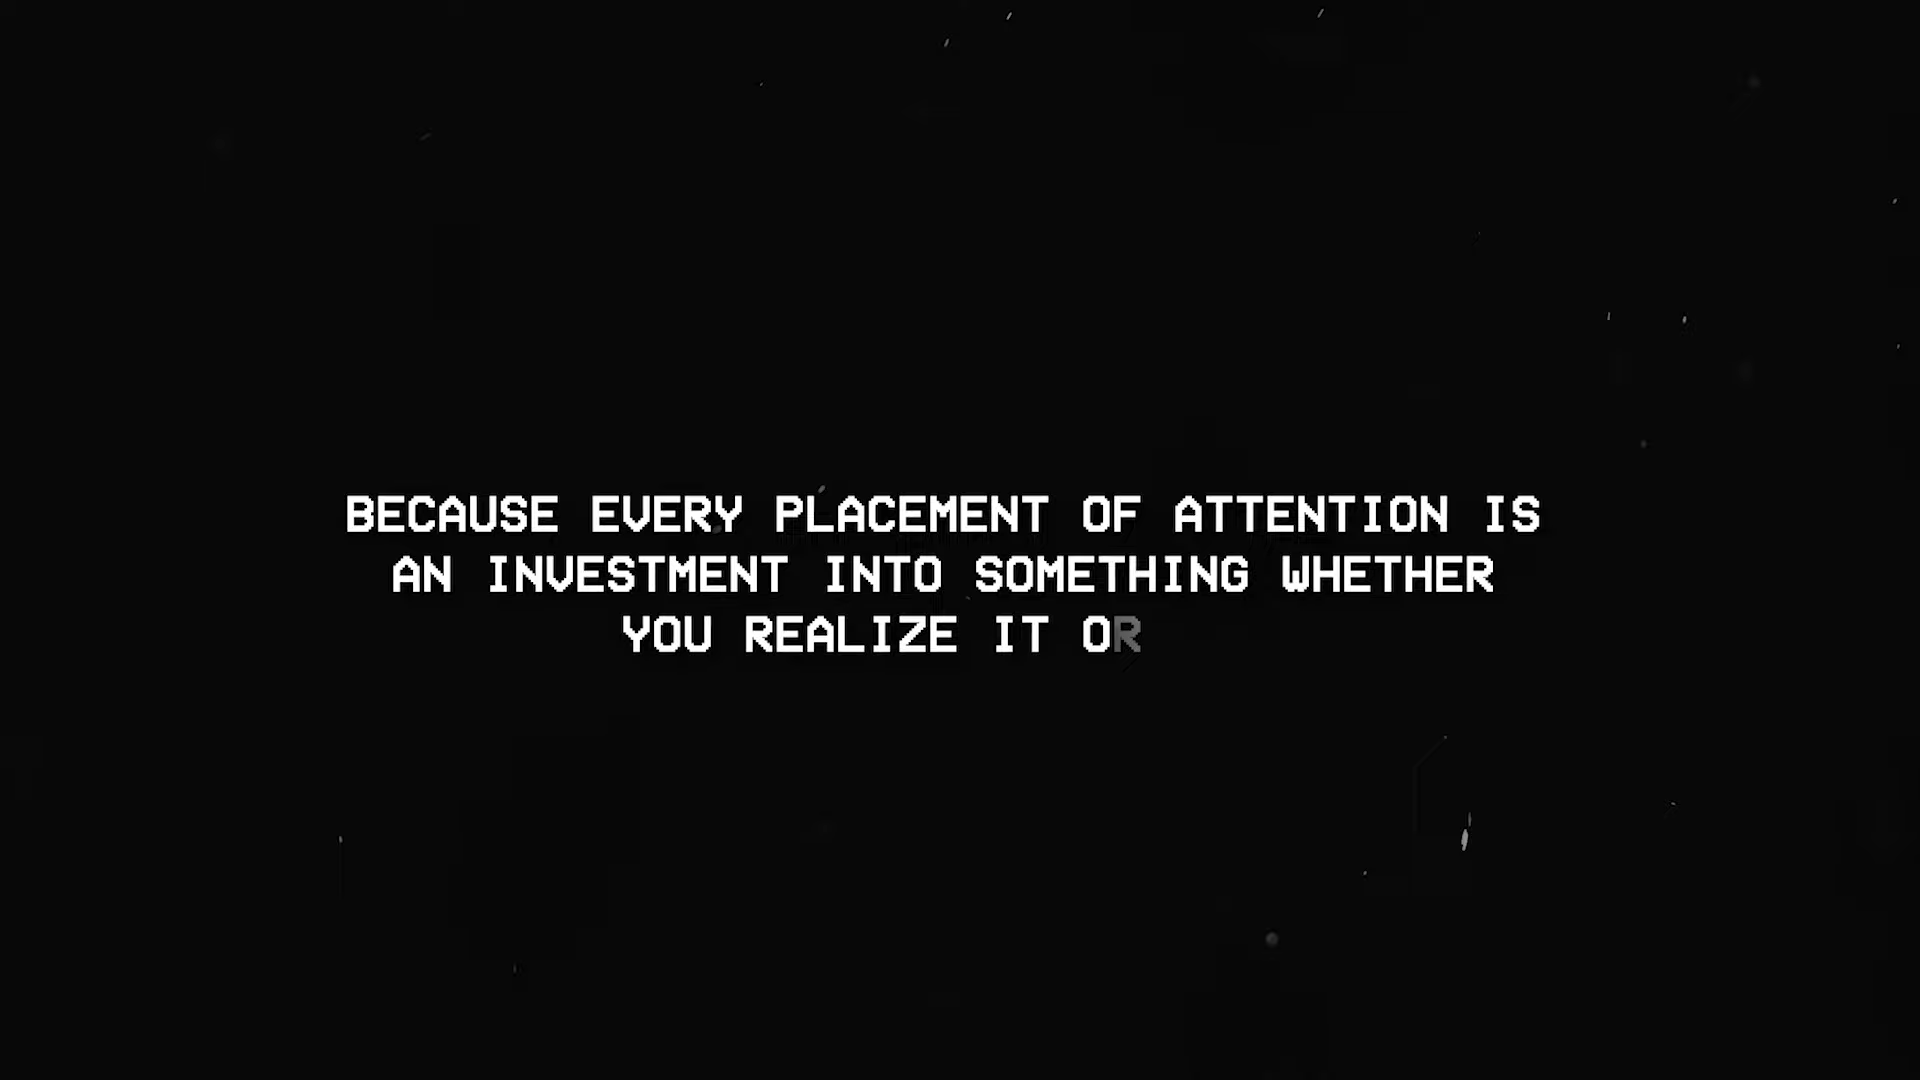 BECAUSE EVERY PLACEMENT OF ATTENTION IS
AN INVESTMENT INTO SOMETHING WHETHER
YOU REALIZE IT OR